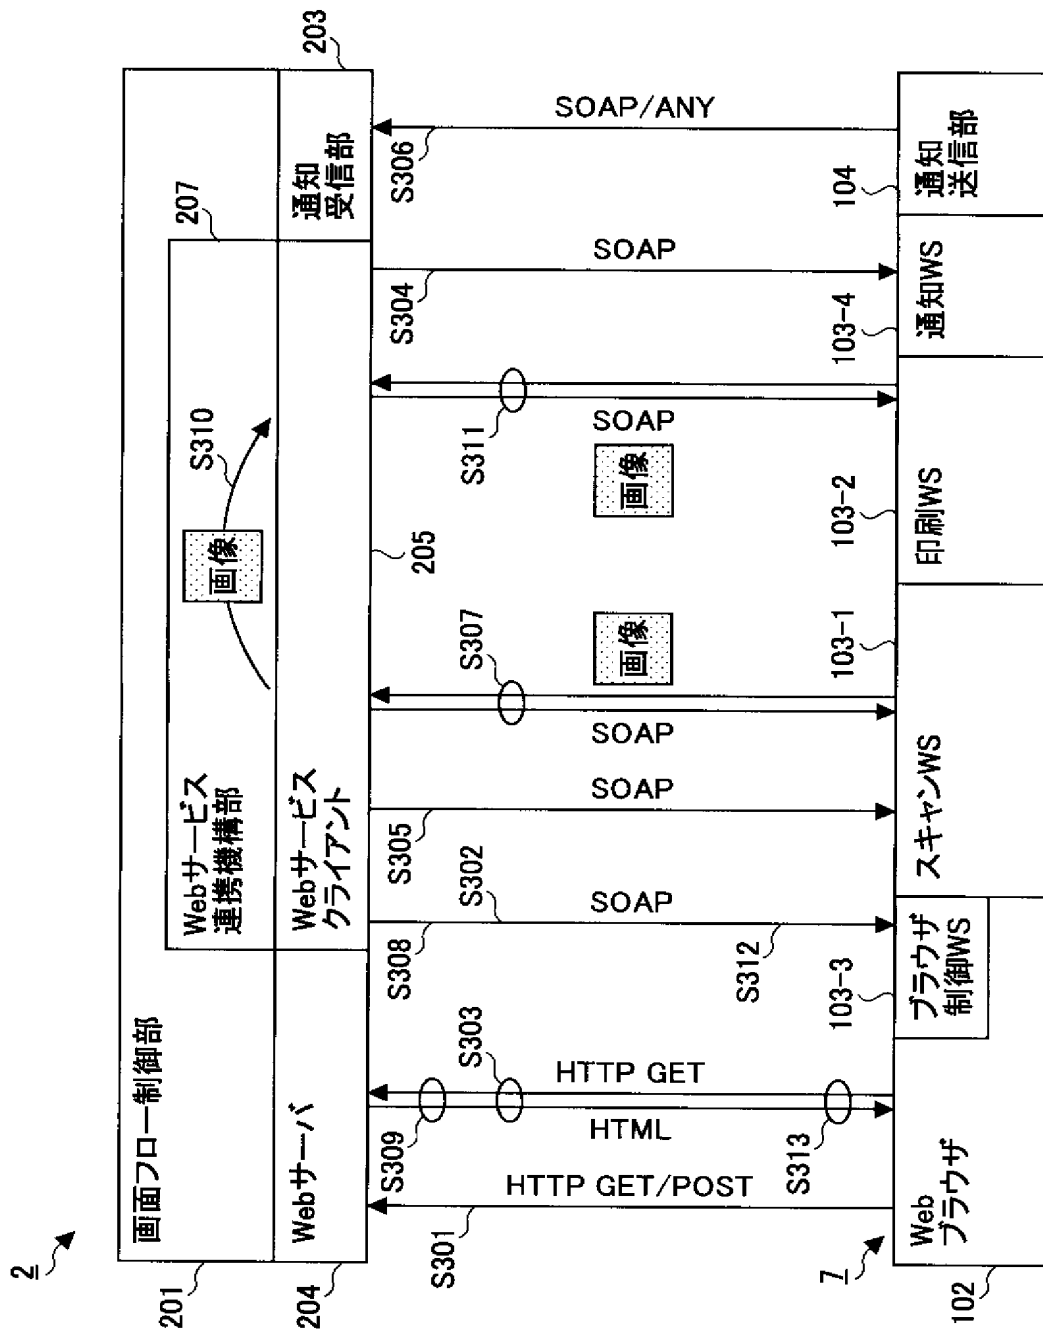 2
201
画面フロー制御部
204
Webサーバ
Webサービス
連携機構部
207
Webサービス
クライアント
205
通知
受信部
203
画像
S310
S301
HTTP GET/POST
S309
S303
HTML
HTTP GET
S313
S308
S302
SOAP
S312
S305
SOAP
S307
SOAP
画像
S311
SOAP
画像
S304
SOAP
S306
SOAP/ANY
7
102
Web
ブラウザ
103-3
ブラウザ
制御WS
103-1
スキャンWS
103-2
印刷WS
103-4
通知WS
104
通知
送信部